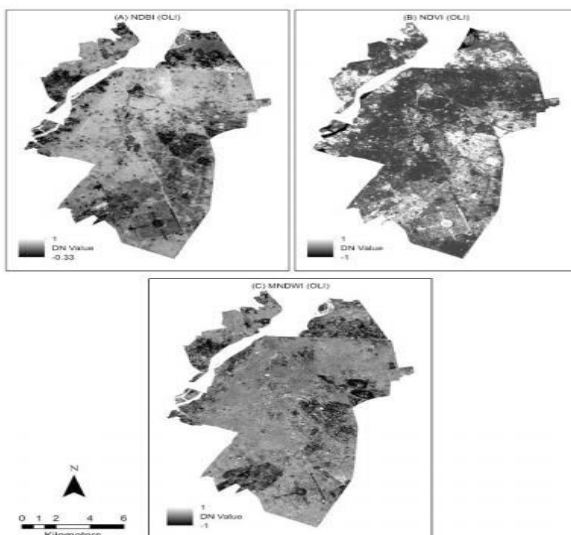 (A) NDBI (OLI)
1
DN Value
-0.33
(B) NDVI (OLI)
1
DN Value
-1
(C) MNDWI (OLI)
1
DN Value
-1
N
0 1 2 4 6
Kilometers